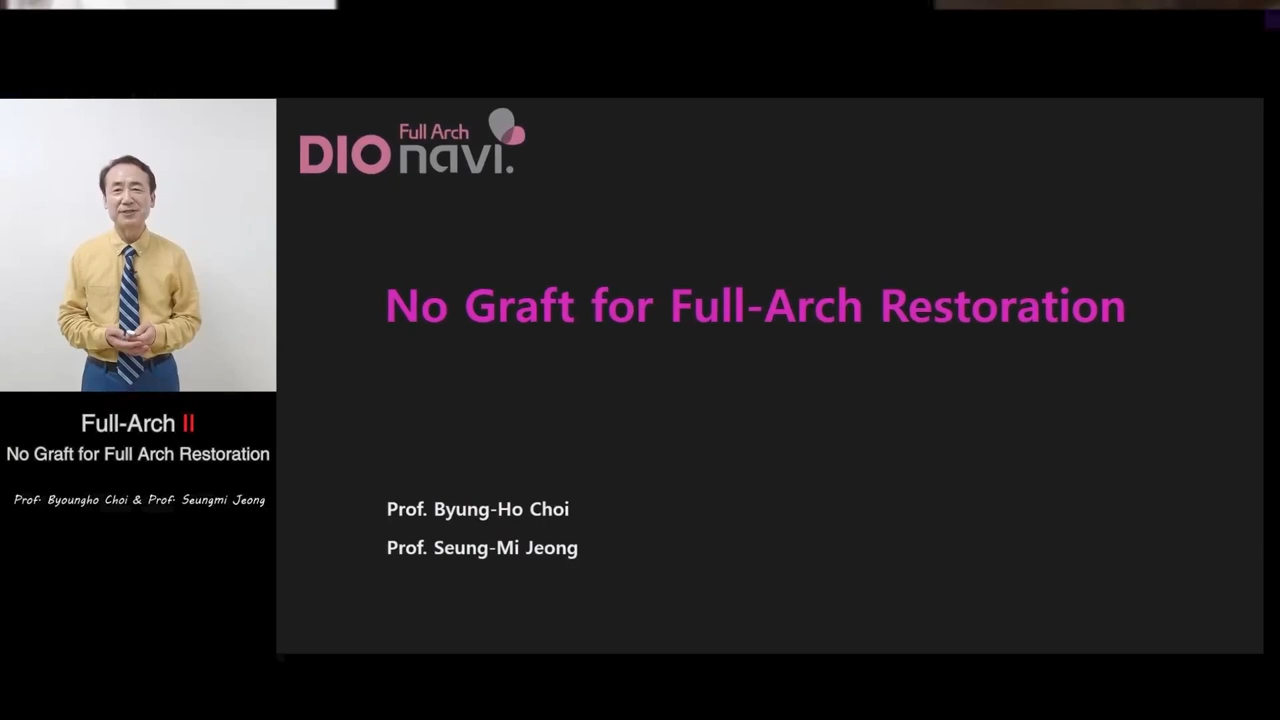 Full Arch
DIO navi.
No Graft for Full-Arch Restoration
Prof. Byung-Ho Choi
Prof. Seung-Mi Jeong
Full-Arch II
No Graft for Full Arch Restoration
Prof. Byoungho Choi & Prof. Seungmi Jeong